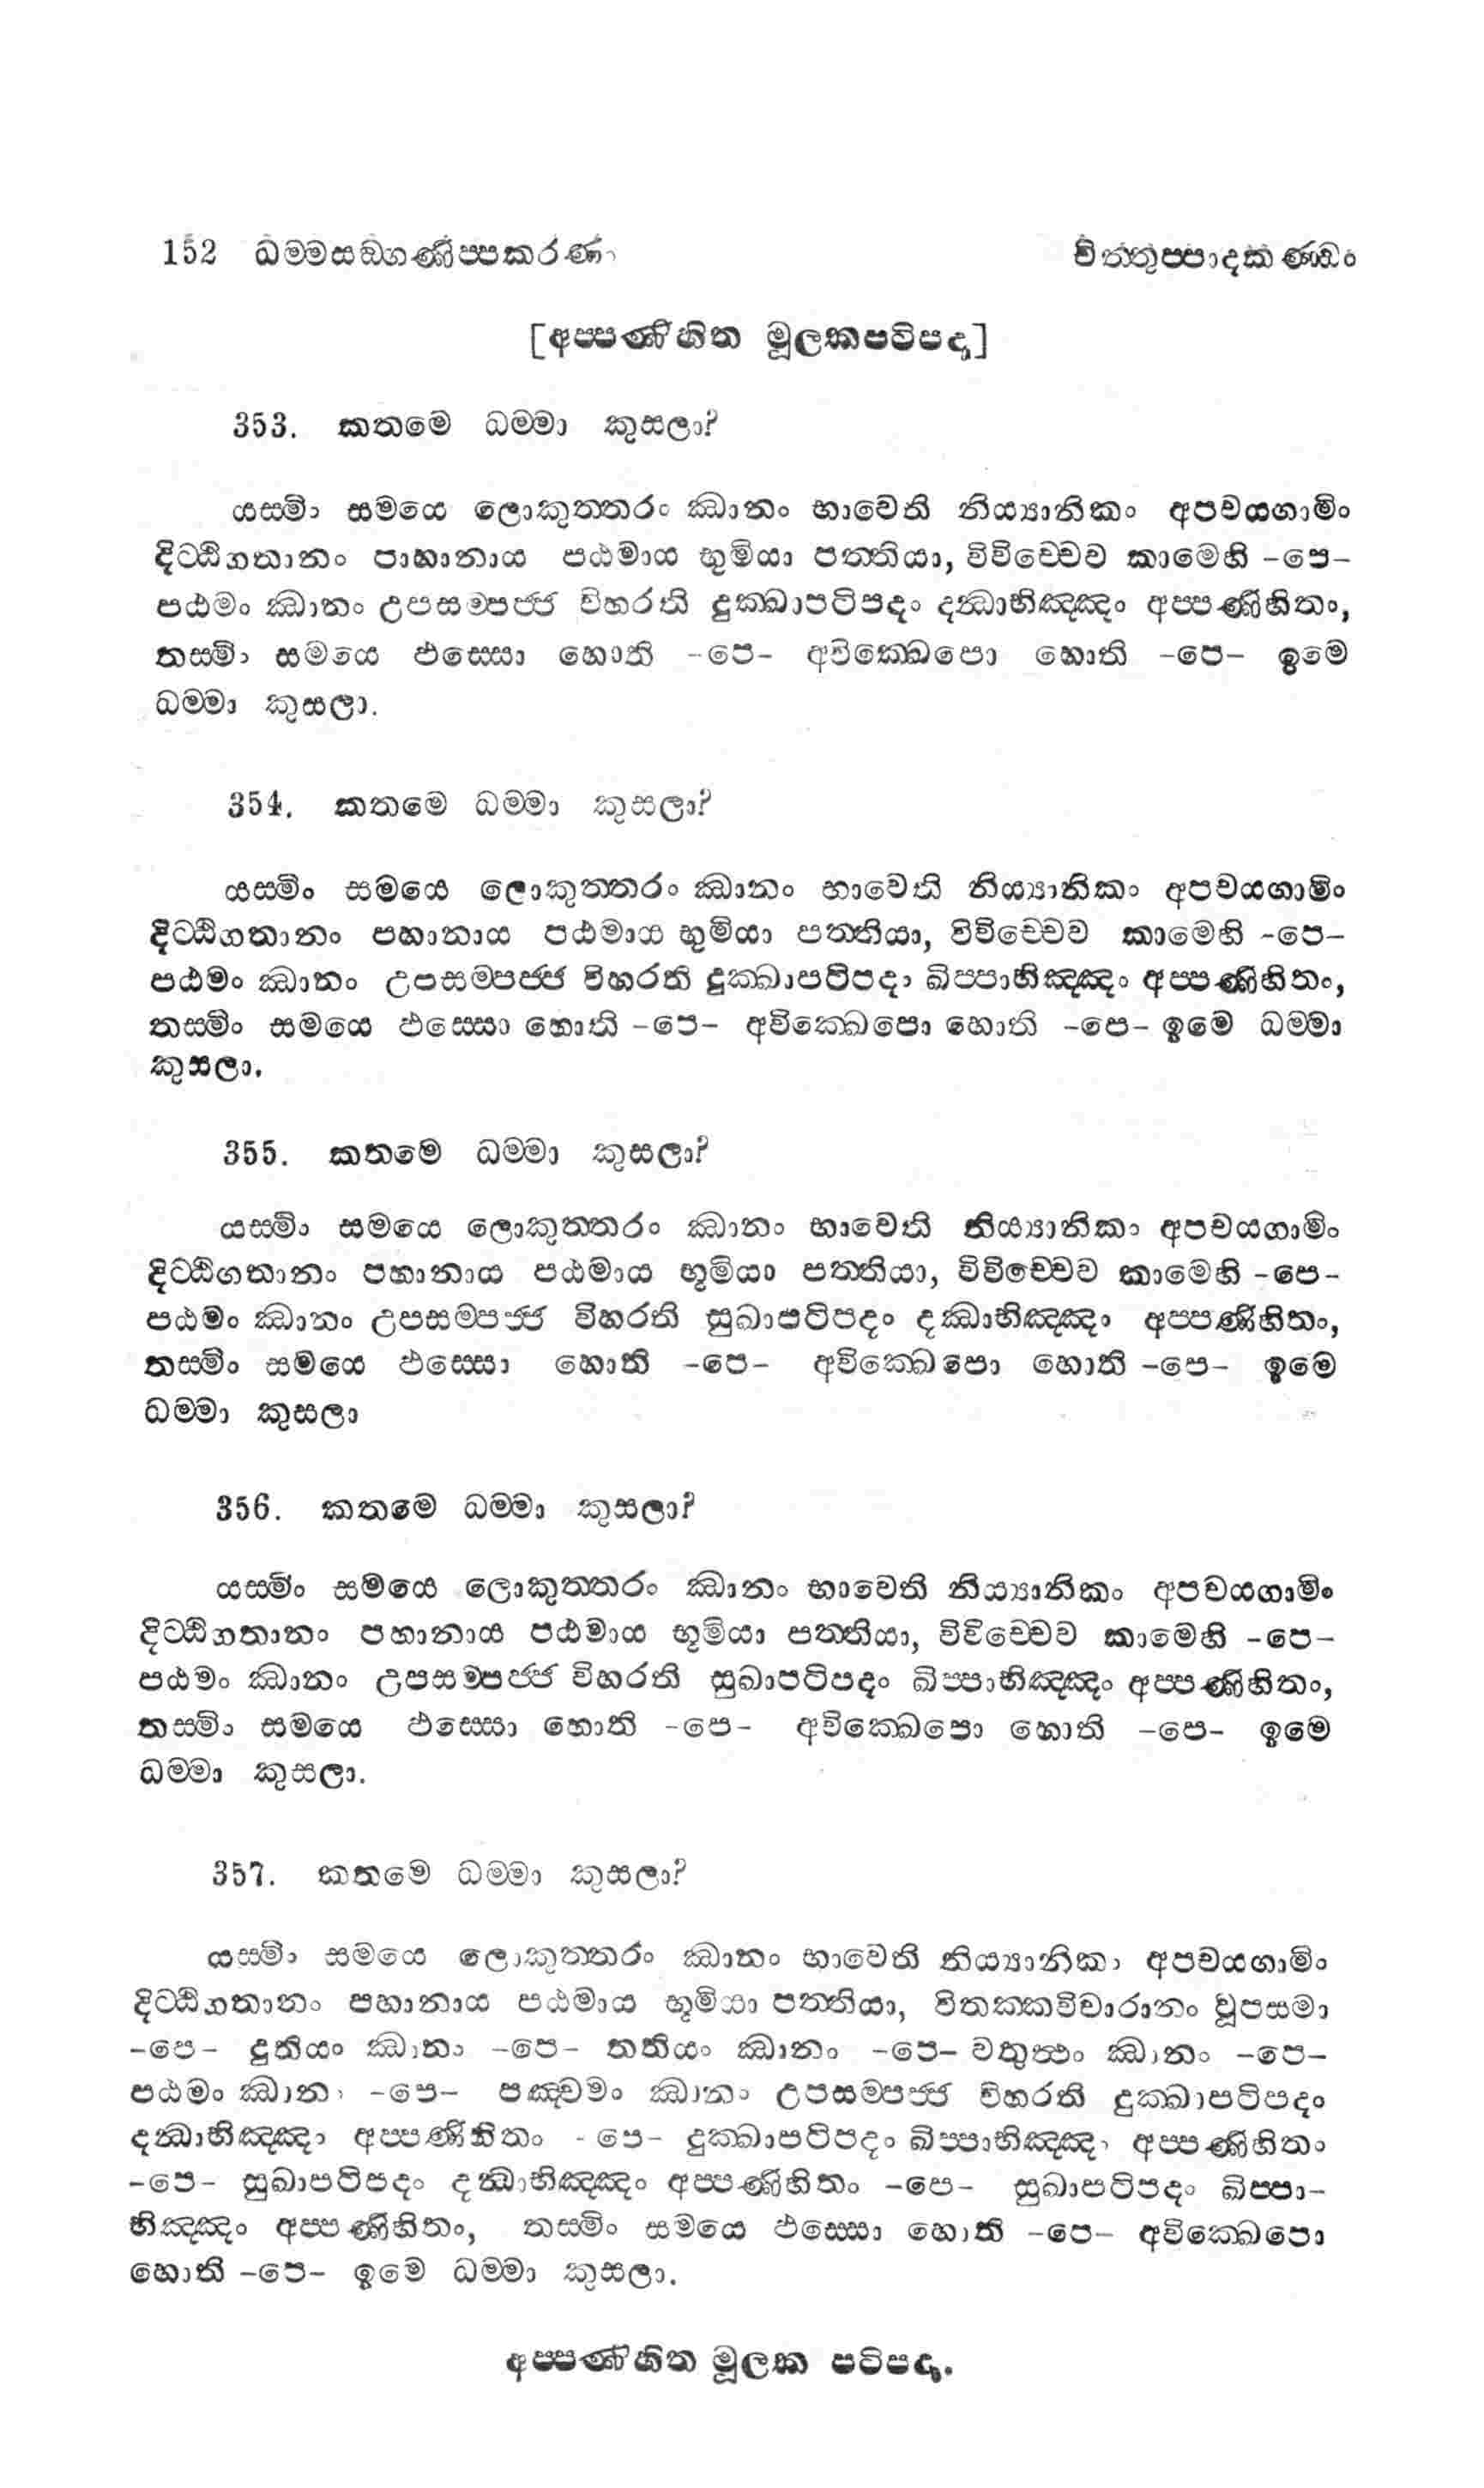 152 ධම්මසඞ්ගණිප්පකරණං
චිත්තුප්පාදකණ්ඩං
[අප්පණිහිත මූලකපටිපදා]
353. කතමෙ ධම්මා කුසලා?
යස්මිං සමයෙ ලොකුත්තරං ඣානං භාවෙති නිය්‍යානිකං අපචයගාමිං
දිට්ඨිගතානං පාහානාය පඨමාය භූමියා පත්තියා, විවිච්චෙව කාමෙහි -පෙ-
පඨමං ඣානං උපසම්පජ්ජ විහරති දුක්ඛාපටිපදං දන්ධාභිඤ්ඤං අප්පණිහිතං,
තස්මිං සමයෙ ඵස්සො හොති -පෙ- අවික්ඛෙපො හොති -පෙ- ඉමෙ
ධම්මා කුසලා.
354. කතමෙ ධම්මා කුසලා?
යස්මිං සමයෙ ලොකුත්තරං ඣානං භාවෙති නිය්‍යානිකං අපචයගාමිං
දිට්ඨිගතානං පහානාය පඨමාය භූමියා පත්තියා, විවිච්චෙව කාමෙහි -පෙ-
පඨමං ඣානං උපසම්පජ්ජ විහරති දුක්ඛාපටිපදං ඛිප්පාභිඤ්ඤං අප්පණිහිතං,
තස්මිං සමයෙ ඵස්සො හොති -පෙ- අවික්ඛෙපො හොති -පෙ- ඉමෙ ධම්මා
කුසලා.
355. කතමෙ ධම්මා කුසලා?
යස්මිං සමයෙ ලොකුත්තරං ඣානං භාවෙති නිය්‍යානිකං අපචයගාමිං
දිට්ඨිගතානං පහානාය පඨමාය භූමියා පත්තියා, විවිච්චෙව කාමෙහි -පෙ-
පඨමං ඣානං උපසම්පජ්ජ විහරති සුඛාපටිපදං දන්ධාභිඤ්ඤං අප්පණිහිතං,
තස්මිං සමයෙ ඵස්සො හොති -පෙ- අවික්ඛෙපො හොති -පෙ- ඉමෙ
ධම්මා කුසලා
356. කතමෙ ධම්මා කුසලා?
යස්මිං සමයෙ ලොකුත්තරං ඣානං භාවෙති නිය්‍යානිකං අපචයගාමිං
දිට්ඨිගතානං පහානාය පඨමාය භූමියා පත්තියා, විවිච්චෙව කාමෙහි -පෙ-
පඨමං ඣානං උපසම්පජ්ජ විහරති සුඛාපටිපදං ඛිප්පාභිඤ්ඤං අප්පණිහිතං,
තස්මිං සමයෙ ඵස්සො හොති -පෙ- අවික්ඛෙපො හොති -පෙ- ඉමෙ
ධම්මා කුසලා.
357. කතමෙ ධම්මා කුසලා?
යස්මිං සමයෙ ලොකුත්තරං ඣානං භාවෙති නිය්‍යානිකං අපචයගාමිං
දිට්ඨිගතානං පහානාය පඨමාය භූමියා පත්තියා, විතක්කවිචාරානං වූපසමා
-පෙ- දුතියං ඣානං -පෙ- තතියං ඣානං -පෙ- චතුත්ථං ඣානං -පෙ-
පඨමං ඣානං -පෙ- පඤ්චමං ඣානං උපසම්පජ්ජ විහරති දුක්ඛාපටිපදං
දන්ධාභිඤ්ඤං අප්පණිහිතං -පෙ- දුක්ඛාපටිපදං ඛිප්පාභිඤ්ඤං අප්පණිහිතං
-පෙ- සුඛාපටිපදං දන්ධාභිඤ්ඤං අප්පණිහිතං -පෙ- සුඛාපටිපදං ඛිප්පා-
භිඤ්ඤං අප්පණිහිතං, තස්මිං සමයෙ ඵස්සො හොති -පෙ- අවික්ඛෙපො
හොති -පෙ- ඉමෙ ධම්මා කුසලා.
අප්පණිහිත මූලක පටිපදා.